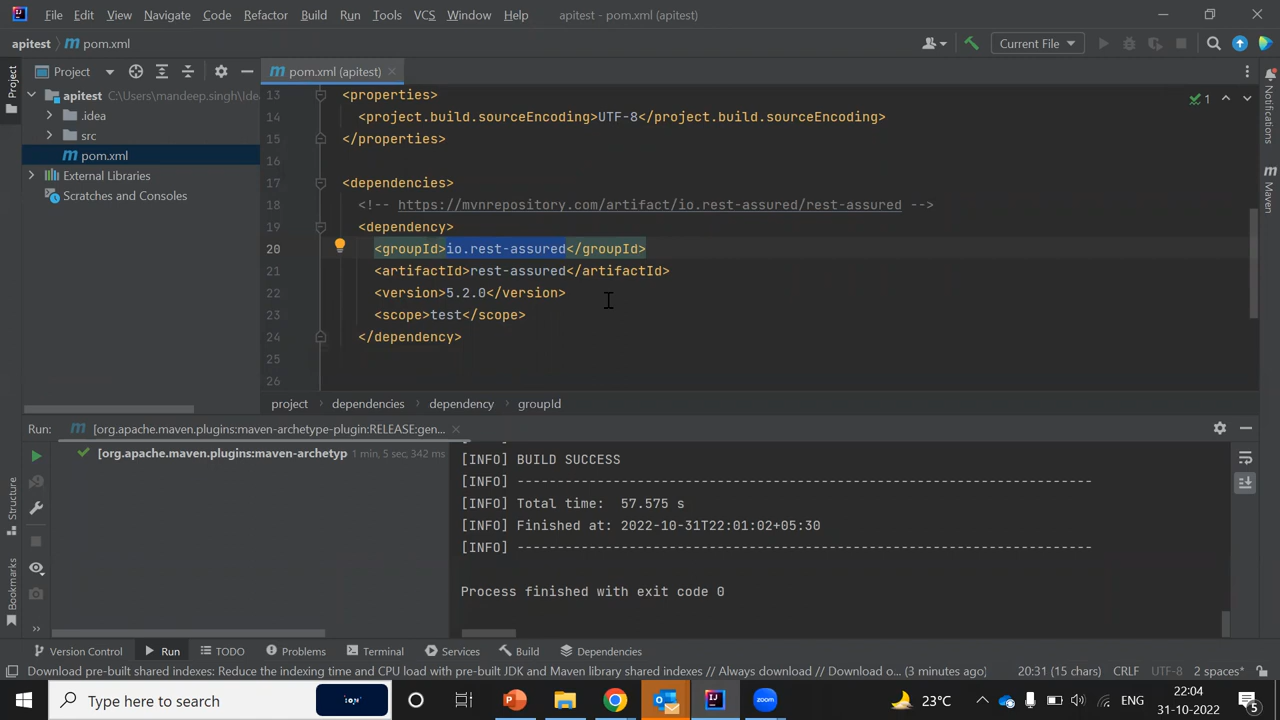 File Edit View Navigate Code Refactor Build Run Tools VCS Window Help apitest - pom.xml (apitest)
apitest pom.xml Current File
Project
pom.xml (apitest)
apitest C:\Users\mandeep.singh\Idea
.idea
src
pom.xml
External Libraries
Scratches and Consoles
1
13 <properties>
14 <project.build.sourceEncoding>UTF-8</project.build.sourceEncoding>
15 </properties>
16
17 <dependencies>
18 <!-- https://mvnrepository.com/artifact/io.rest-assured/rest-assured -->
19 <dependency>
20 <groupId>io.rest-assured</groupId>
21 <artifactId>rest-assured</artifactId>
22 <version>5.2.0</version>
23 <scope>test</scope>
24 </dependency>
25
26
project dependencies dependency groupId
Project
Structure
Bookmarks
Notifications
Maven
Run: [org.apache.maven.plugins:maven-archetype-plugin:RELEASE:gen...
[org.apache.maven.plugins:maven-archetyp 1 min, 5 sec, 342 ms
[INFO] BUILD SUCCESS
[INFO] ------------------------------------------------------------------------
[INFO] Total time: 57.575 s
[INFO] Finished at: 2022-10-31T22:01:02+05:30
[INFO] ------------------------------------------------------------------------
Process finished with exit code 0
Version Control Run TODO Problems Terminal Services Build Dependencies
Download pre-built shared indexes: Reduce the indexing time and CPU load with pre-built JDK and Maven library shared indexes // Always download // Download o... (3 minutes ago) 20:31 (15 chars) CRLF UTF-8 2 spaces*
Type here to search
23°C ENG 22:04
31-10-2022 5